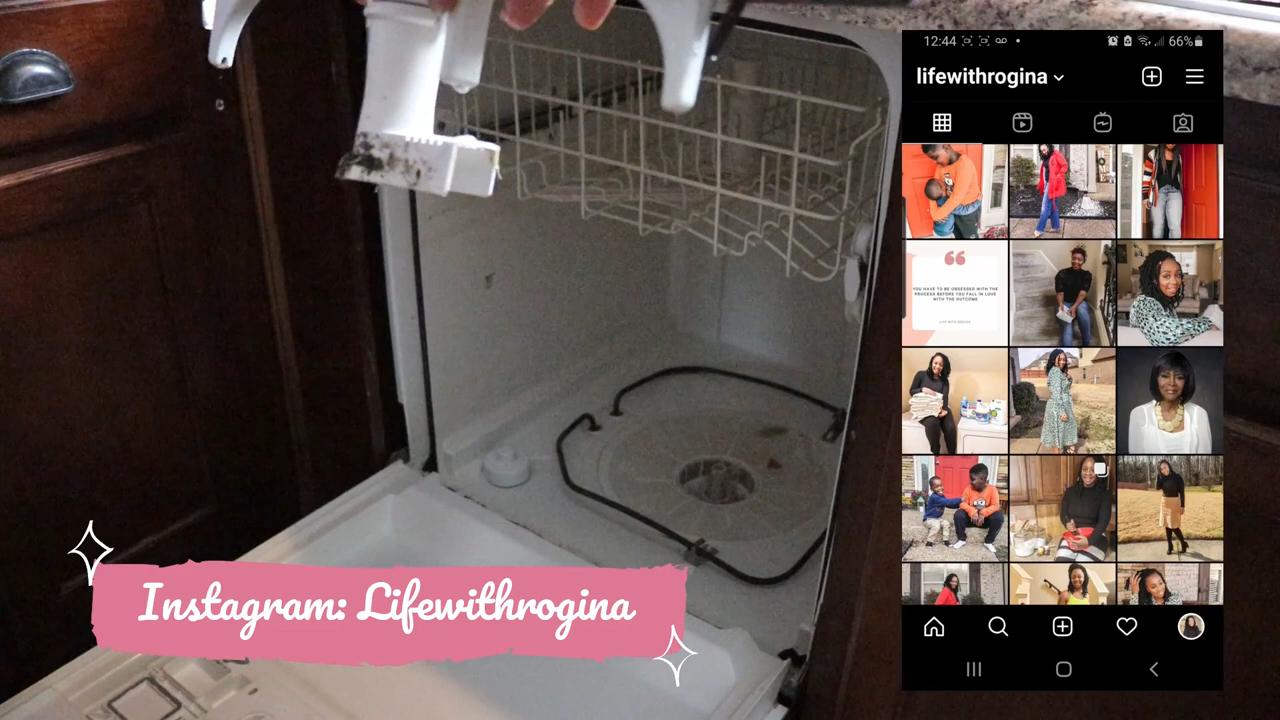 12:44
66%
lifewithrogina
YOU HAVE TO BE OBSESSED WITH THE
PROCESS BEFORE YOU FALL IN LOVE
WITH THE OUTCOME
Instagram: Lifewithrogina